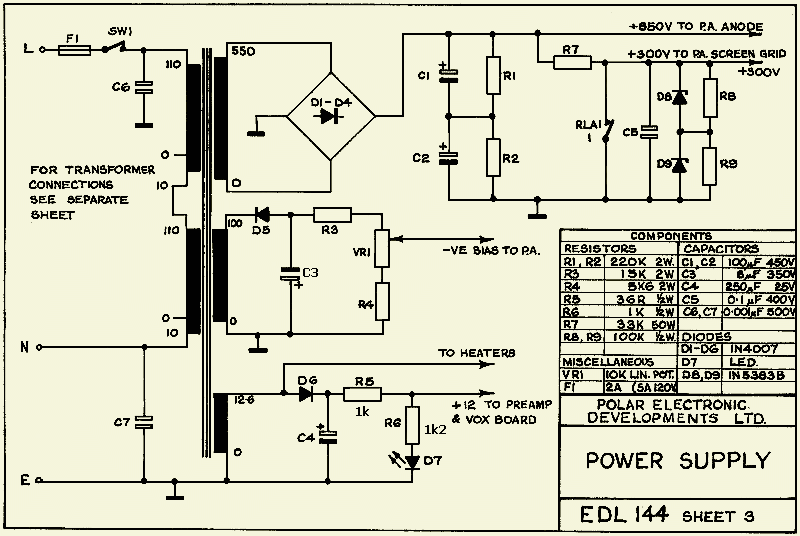 L
F1
SW1
C6
110
0
10
110
0
10
550
0
D1-D4
+850V TO P.A. ANODE
+300V TO P.A. SCREEN GRID
+300V
R7
+
C1
R1
+
C2
R2
RLA1
1
C5
D8
D9
R8
R9
FOR TRANSFORMER
CONNECTIONS
SEE SEPARATE
SHEET
100
0
D5
R3
C3
+
VR1
R4
-VE BIAS TO P.A.
N
C7
E
12·6
0
D6
R5
1k
+
C4
R6
1k2
D7
TO HEATERS
+12 TO PREAMP
& VOX BOARD
COMPONENTS
RESISTORS CAPACITORS
R1, R2 220K 2W. C1, C2 100µF 450V
R3 15K 2W C3 8µF 350V
R4 5K6 2W C4 250µF 25V
R5 36R ½W C5 0·1µF 400V
R6 1K ½W C6, C7 0·001µF 500V
R7 33K 50W
R8, R9 100K ½W. DIODES
D1-D6 1N4007
MISCELLANEOUS D7 LED.
VR1 10K LIN. POT. D8, D9 1N5383B
F1 2A (5A 120V
POLAR ELECTRONIC
DEVELOPMENTS LTD.
POWER SUPPLY
EDL 144 SHEET 3